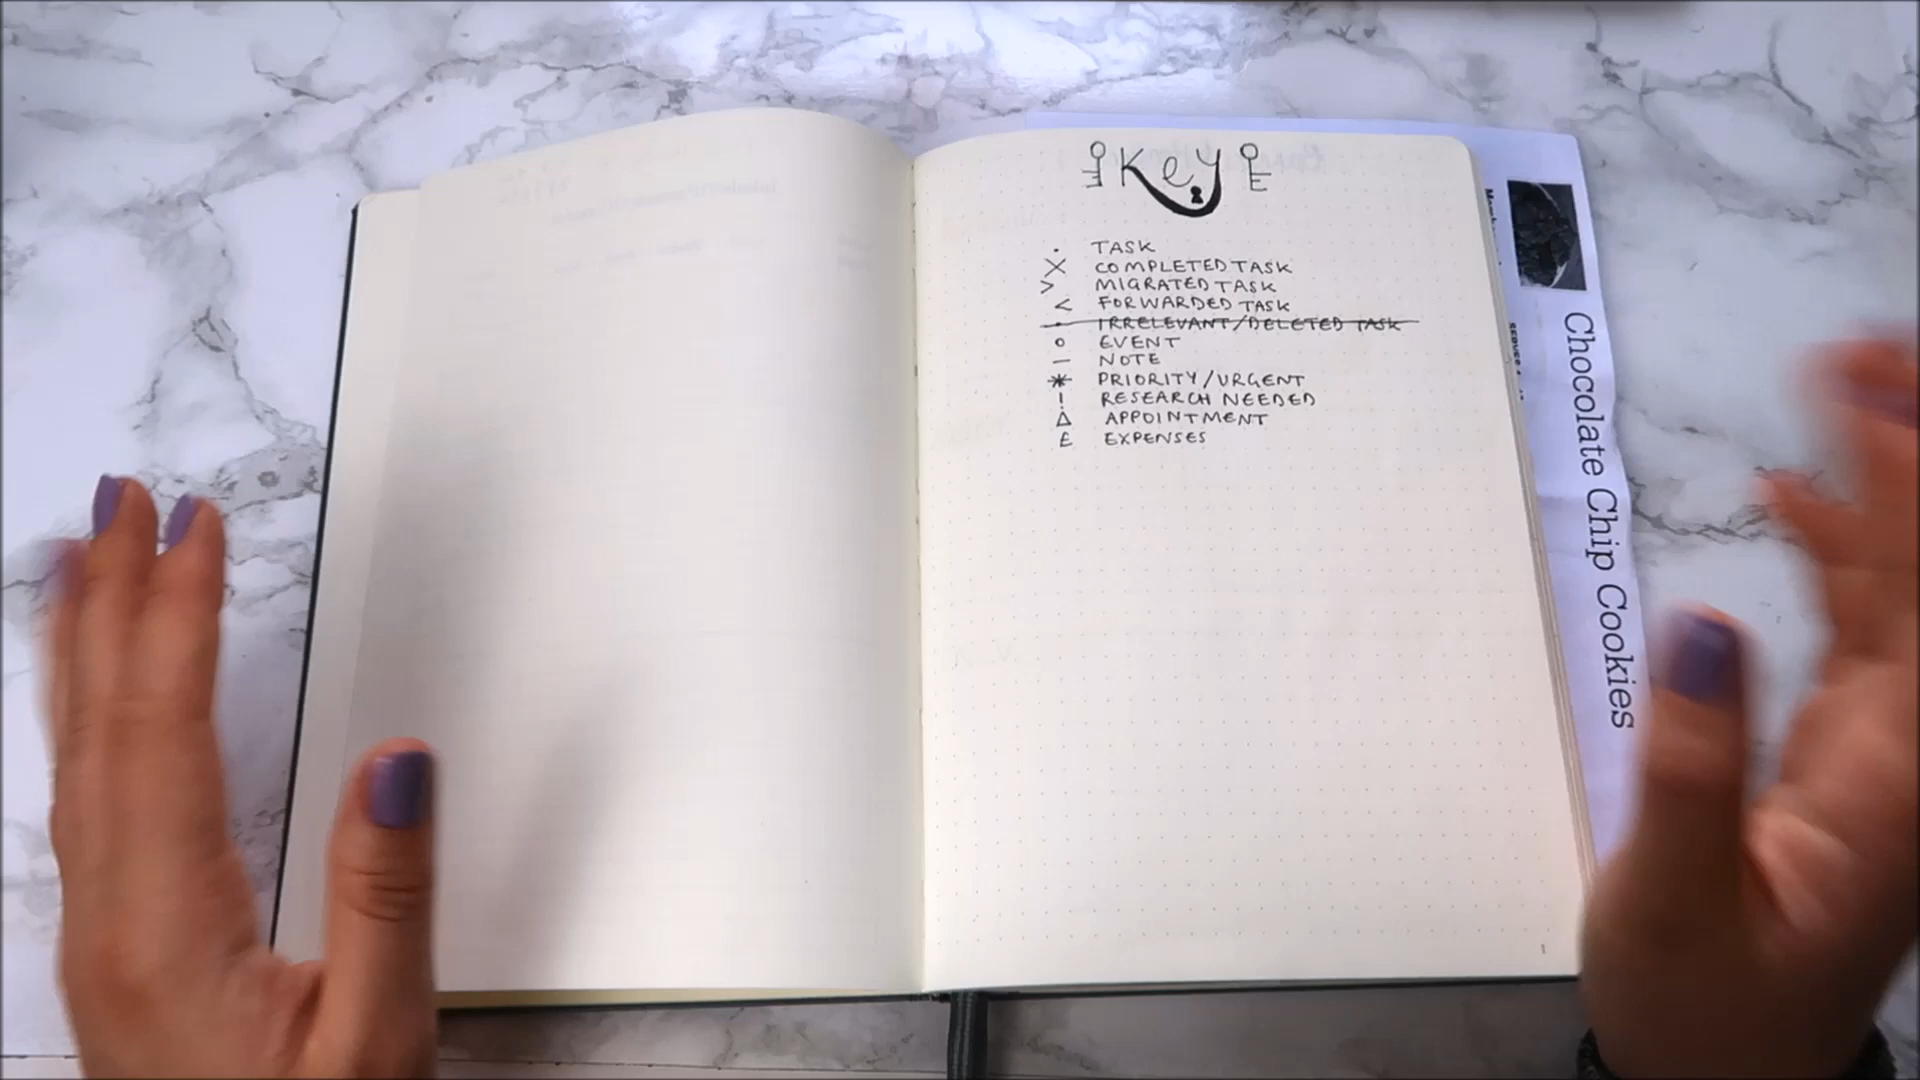 Key
. TASK
X COMPLETED TASK
> MIGRATED TASK
< FORWARDED TASK
. IRRELEVANT/DELETED TASK
o EVENT
— NOTE
* PRIORITY/URGENT
! RESEARCH NEEDED
Δ APPOINTMENT
£ EXPENSES
1
Chocolate Chip Cookies